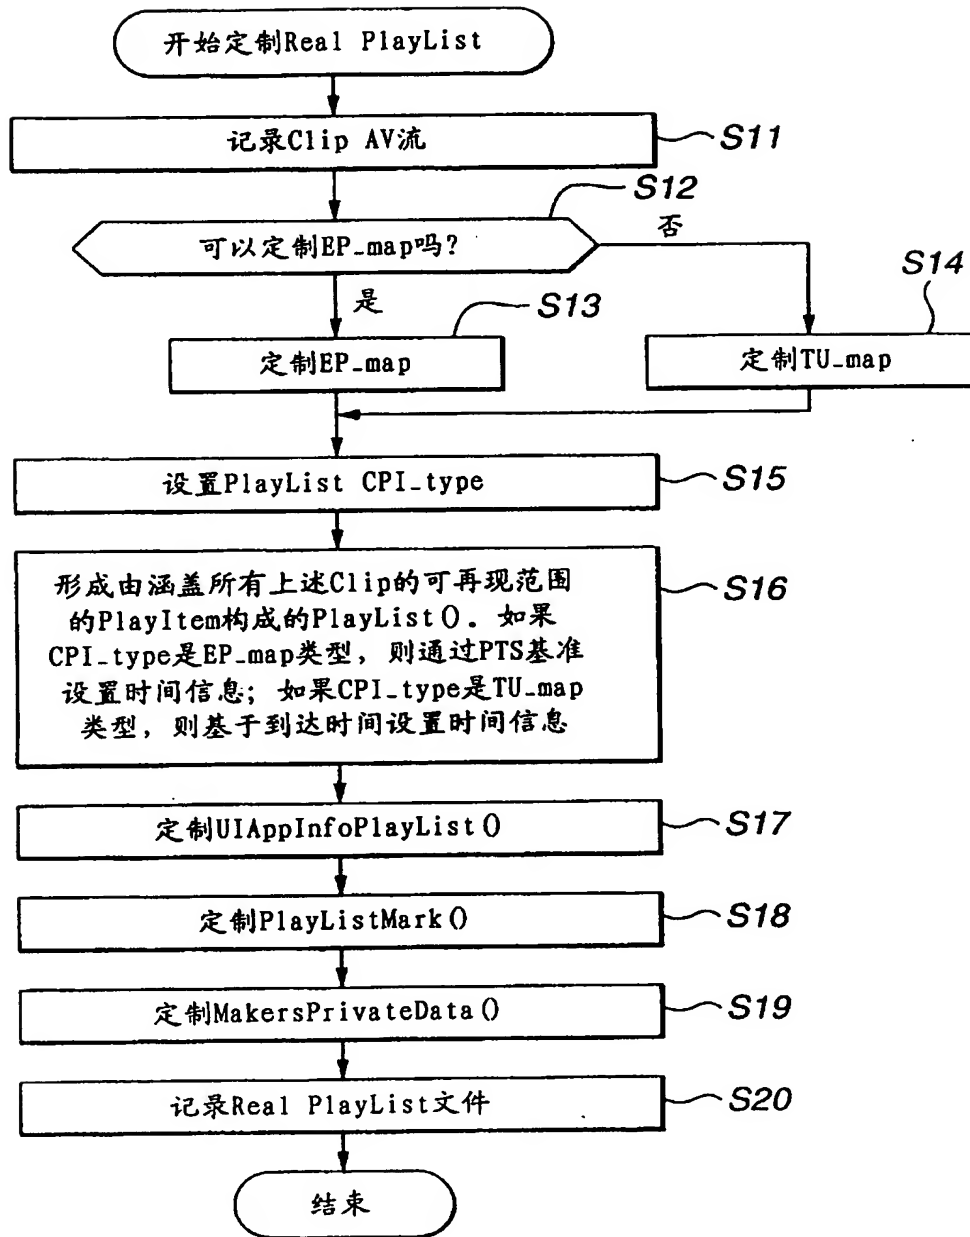 开始定制Real PlayList
记录Clip AV流
S11
S12
可以定制EP_map吗?
否
是
S13
S14
定制EP_map
定制TU_map
设置PlayList CPI_type
S15
形成由涵盖所有上述Clip的可再现范围
的PlayItem构成的PlayList()。如果
CPI_type是EP_map类型，则通过PTS基准
设置时间信息；如果CPI_type是TU_map
类型，则基于到达时间设置时间信息
S16
定制UIAppInfoPlayList()
S17
定制PlayListMark()
S18
定制MakersPrivateData()
S19
记录Real PlayList文件
S20
结束